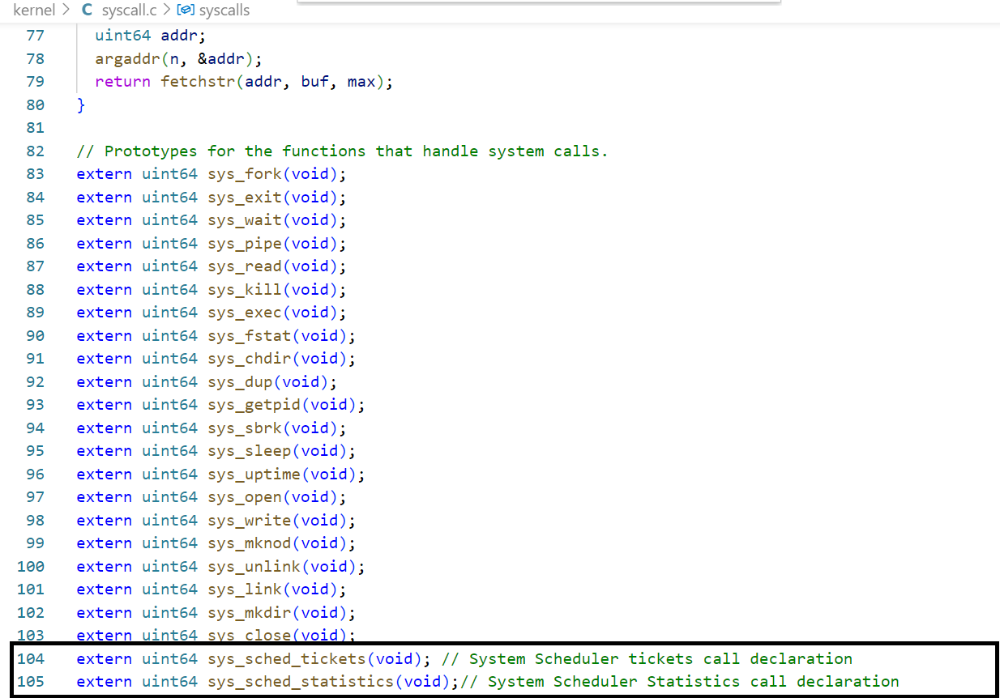 kernel > C syscall.c > syscalls
77 uint64 addr;
78 argaddr(n, &addr);
79 return fetchstr(addr, buf, max);
80 }
81
82 // Prototypes for the functions that handle system calls.
83 extern uint64 sys_fork(void);
84 extern uint64 sys_exit(void);
85 extern uint64 sys_wait(void);
86 extern uint64 sys_pipe(void);
87 extern uint64 sys_read(void);
88 extern uint64 sys_kill(void);
89 extern uint64 sys_exec(void);
90 extern uint64 sys_fstat(void);
91 extern uint64 sys_chdir(void);
92 extern uint64 sys_dup(void);
93 extern uint64 sys_getpid(void);
94 extern uint64 sys_sbrk(void);
95 extern uint64 sys_sleep(void);
96 extern uint64 sys_uptime(void);
97 extern uint64 sys_open(void);
98 extern uint64 sys_write(void);
99 extern uint64 sys_mknod(void);
100 extern uint64 sys_unlink(void);
101 extern uint64 sys_link(void);
102 extern uint64 sys_mkdir(void);
103 extern uint64 sys_close(void);
104 extern uint64 sys_sched_tickets(void); // System Scheduler tickets call declaration
105 extern uint64 sys_sched_statistics(void);// System Scheduler Statistics call declaration